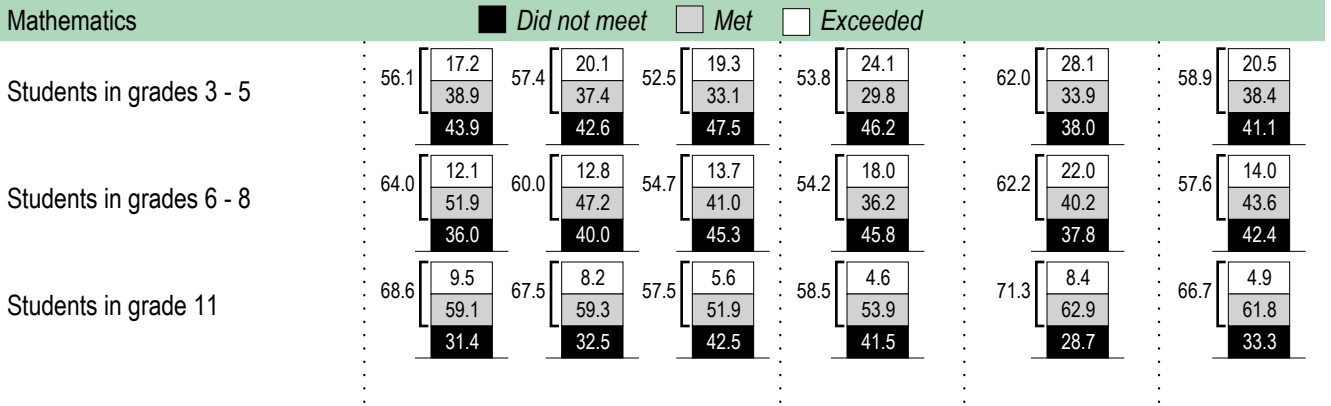 Mathematics Did not meet Met Exceeded
17.2 20.1 19.3 24.1 28.1 20.5
56.1 57.4 52.5 53.8 62.0 58.9
Students in grades 3 - 5 38.9 37.4 33.1 29.8 33.9 38.4
43.9 42.6 47.5 46.2 38.0 41.1
12.1 12.8 13.7 18.0 22.0 14.0
64.0 60.0 54.7 54.2 62.2 57.6
Students in grades 6 - 8 51.9 47.2 41.0 36.2 40.2 43.6
36.0 40.0 45.3 45.8 37.8 42.4
9.5 8.2 5.6 4.6 8.4 4.9
68.6 67.5 57.5 58.5 71.3 66.7
Students in grade 11 59.1 59.3 51.9 53.9 62.9 61.8
31.4 32.5 42.5 41.5 28.7 33.3